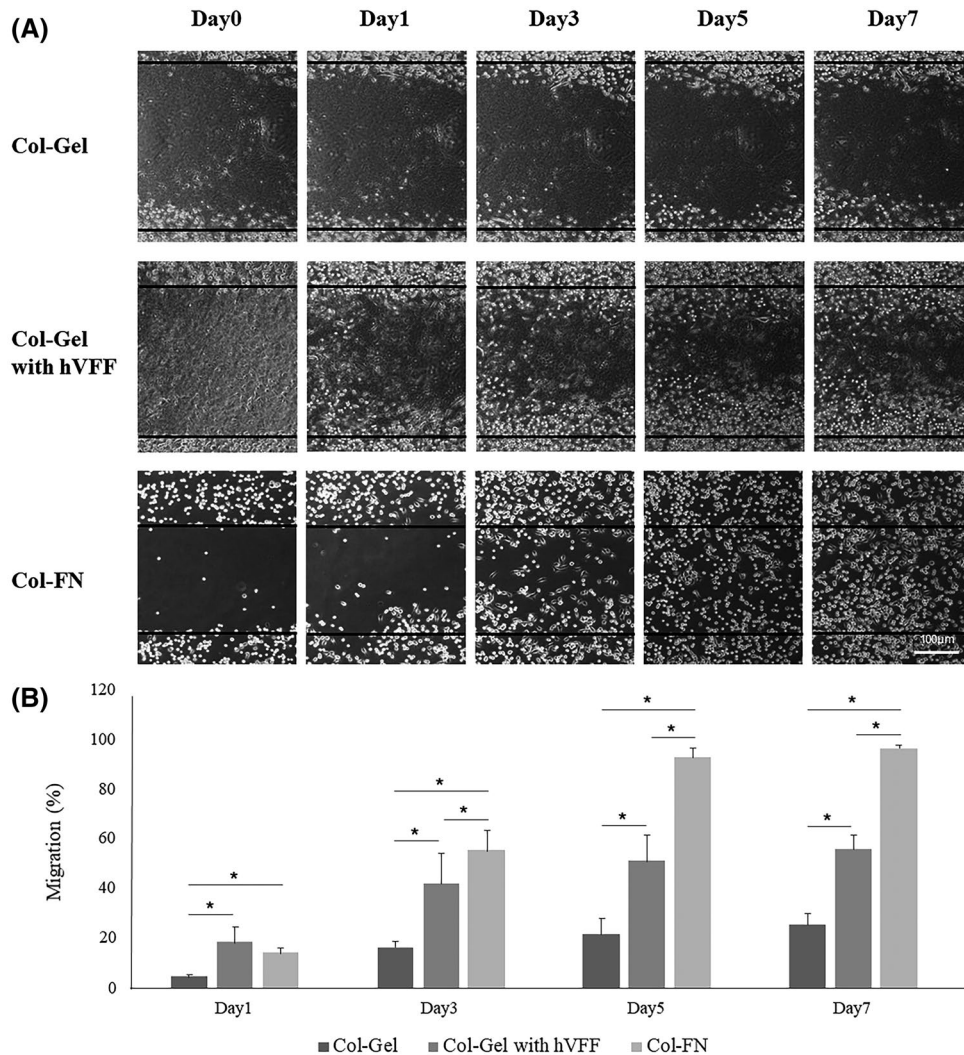 (A)
Day0 Day1 Day3 Day5 Day7
Col-Gel
Col-Gel
with hVFF
Col-FN
100μm
(B)
120
100
80
60
40
20
0
Migration (%)
*
*
*
*
*
*
*
*
*
*
*
Day1 Day3 Day5 Day7
Col-Gel Col-Gel with hVFF Col-FN